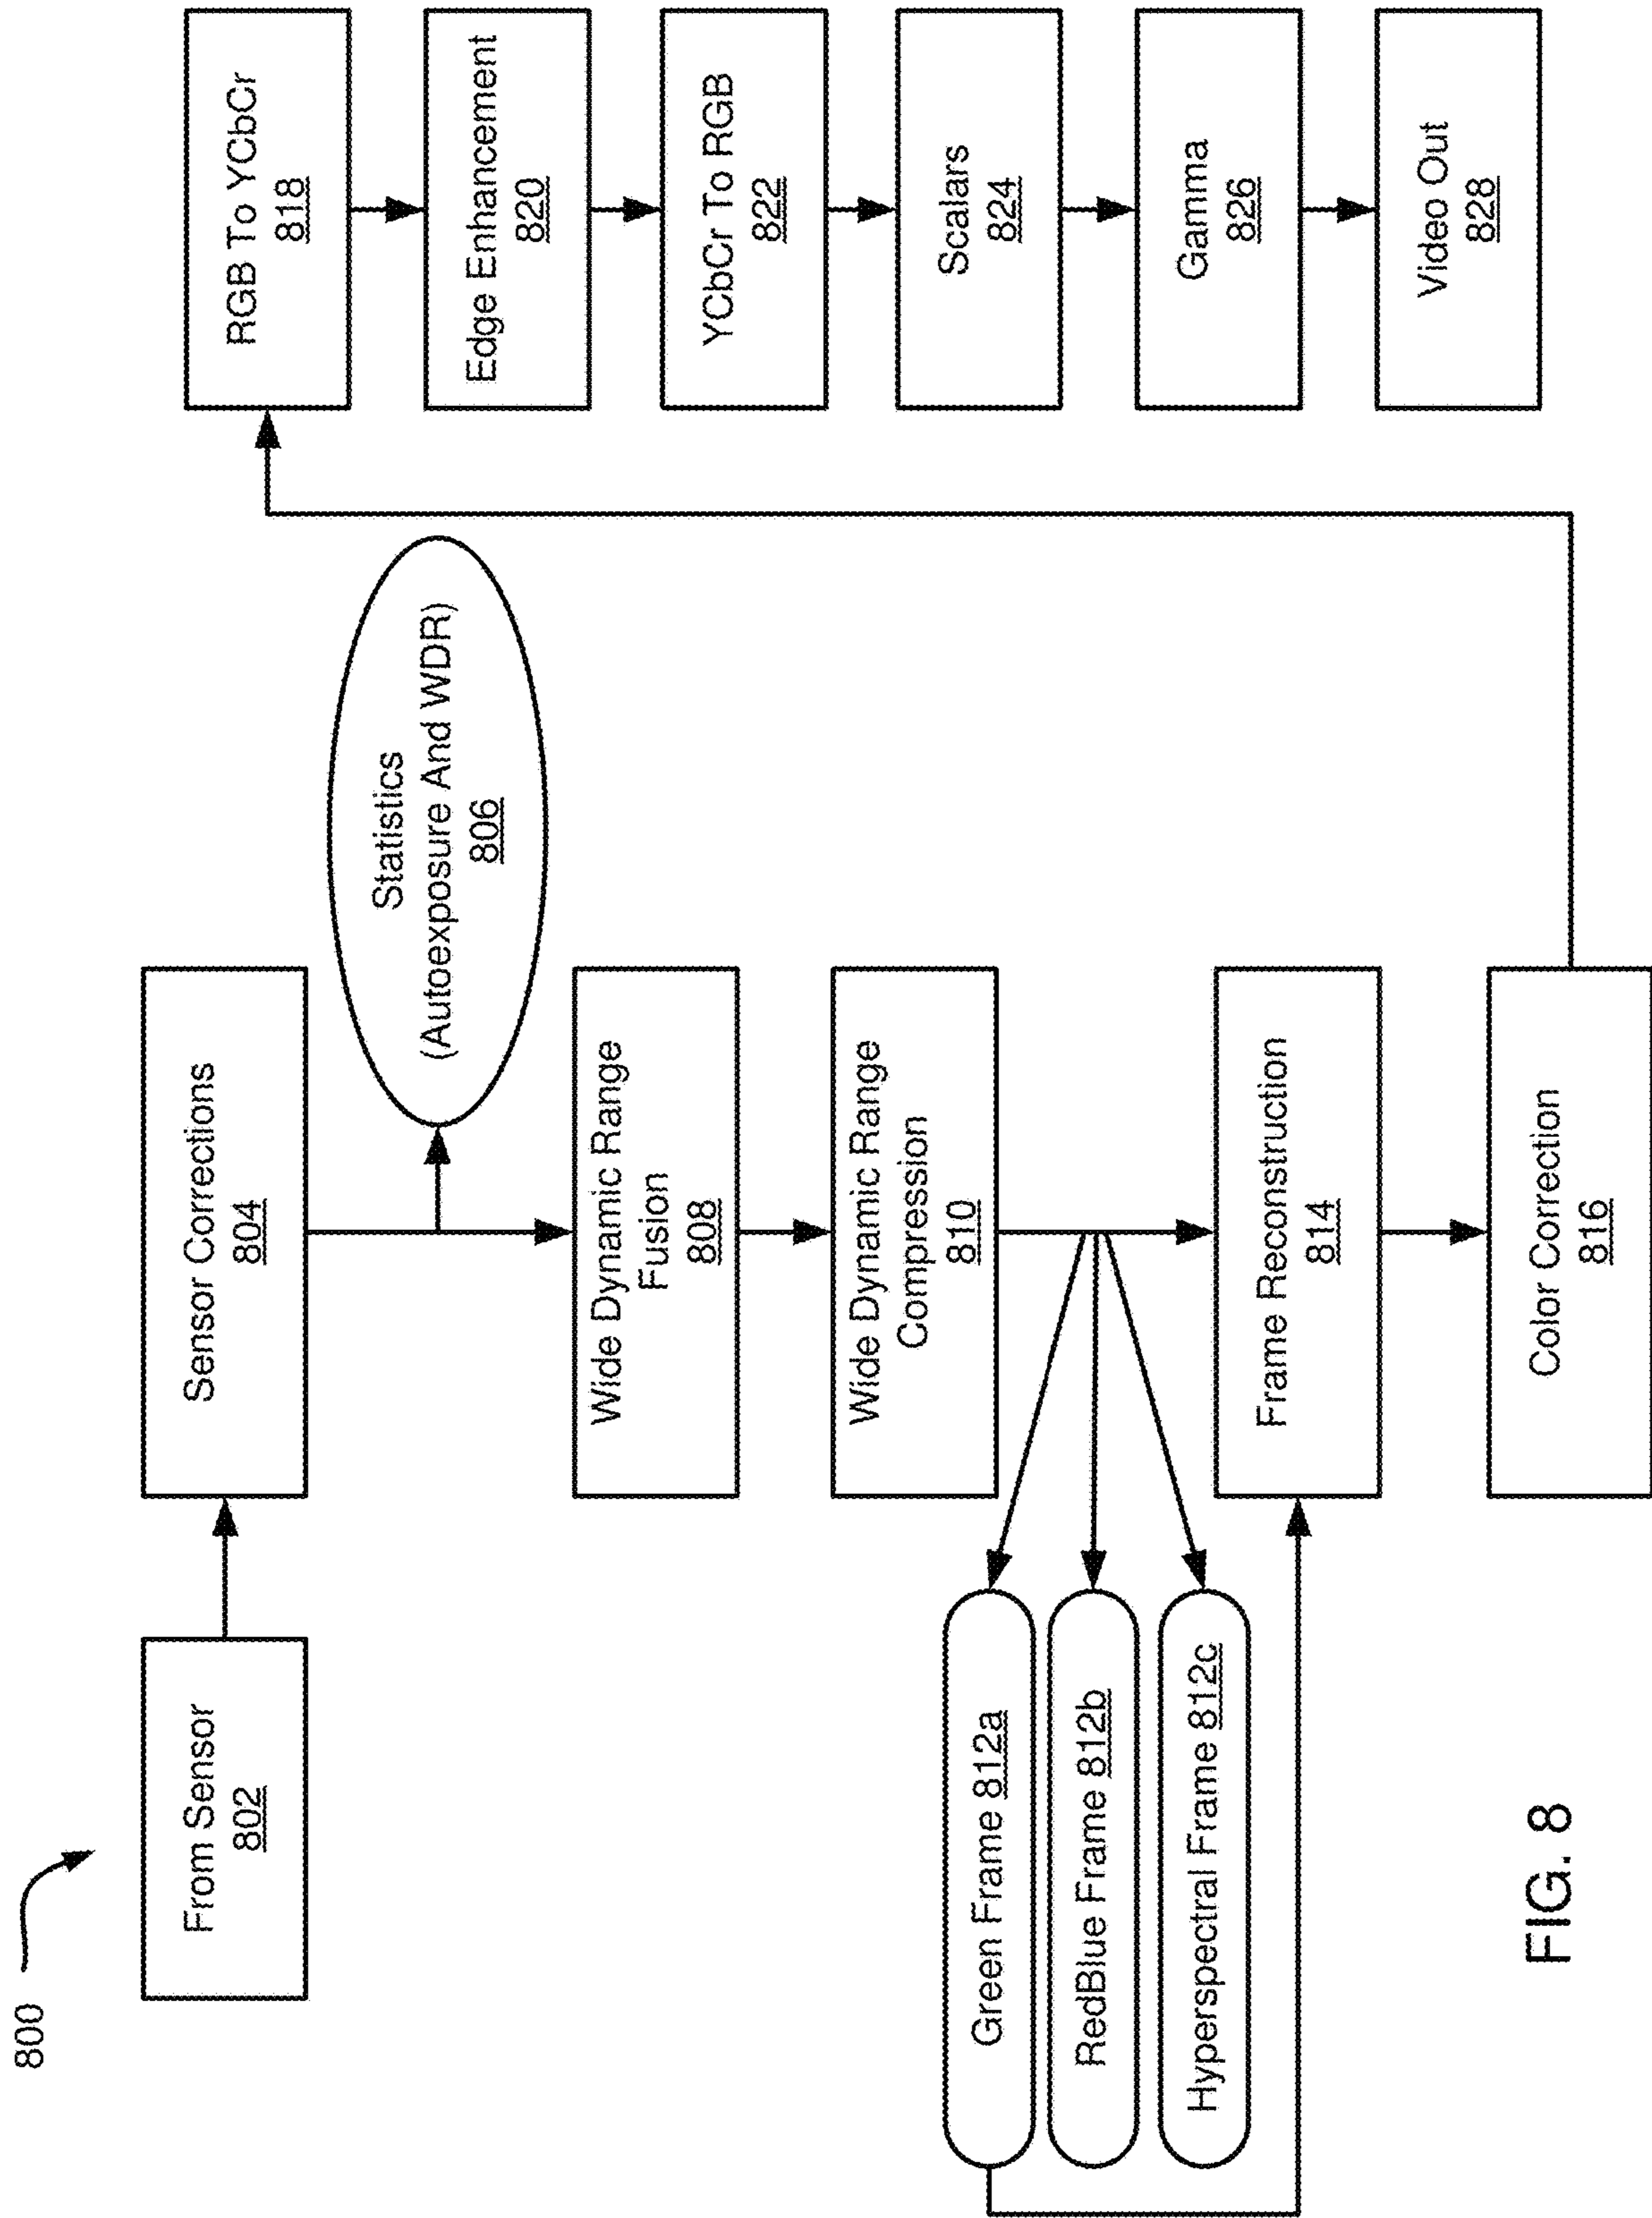 800
From Sensor
802
Sensor Corrections
804
Statistics
(Autoexposure And WDR)
806
Wide Dynamic Range
Fusion
808
Wide Dynamic Range
Compression
810
Green Frame 812a
RedBlue Frame 812b
Hyperspectral Frame 812c
Frame Reconstruction
814
Color Correction
816
RGB To YCbCr
818
Edge Enhancement
820
YCbCr To RGB
822
Scalars
824
Gamma
826
Video Out
828
FIG. 8